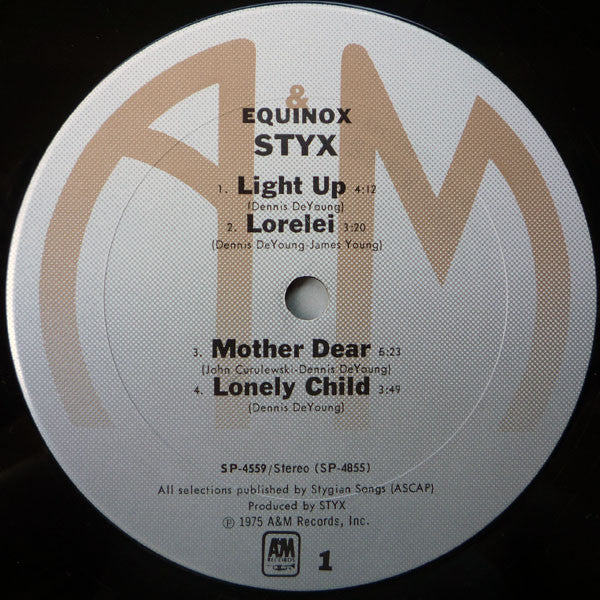 A&M
EQUINOX
STYX
1. Light Up 4:12
(Dennis DeYoung)
2. Lorelei 3:20
(Dennis DeYoung-James Young)
3. Mother Dear 5:23
(John Curulewski-Dennis DeYoung)
4. Lonely Child 3:49
(Dennis DeYoung)
SP-4559/Stereo (SP-4855)
All selections published by Stygian Songs (ASCAP)
Produced by STYX
℗ 1975 A&M Records, Inc.
A&M
RECORDS
1